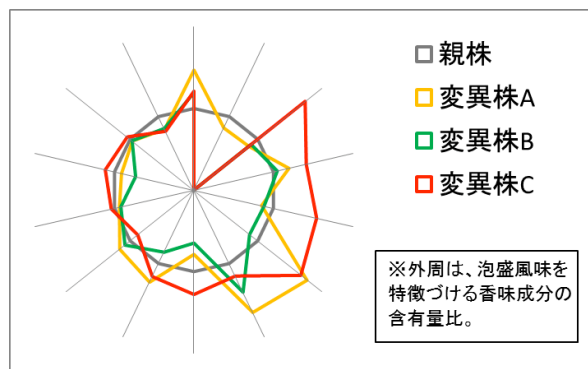 親株
変異株A
変異株B
変異株C
※外周は、泡盛風味を
特徴づける香味成分の
含有量比。